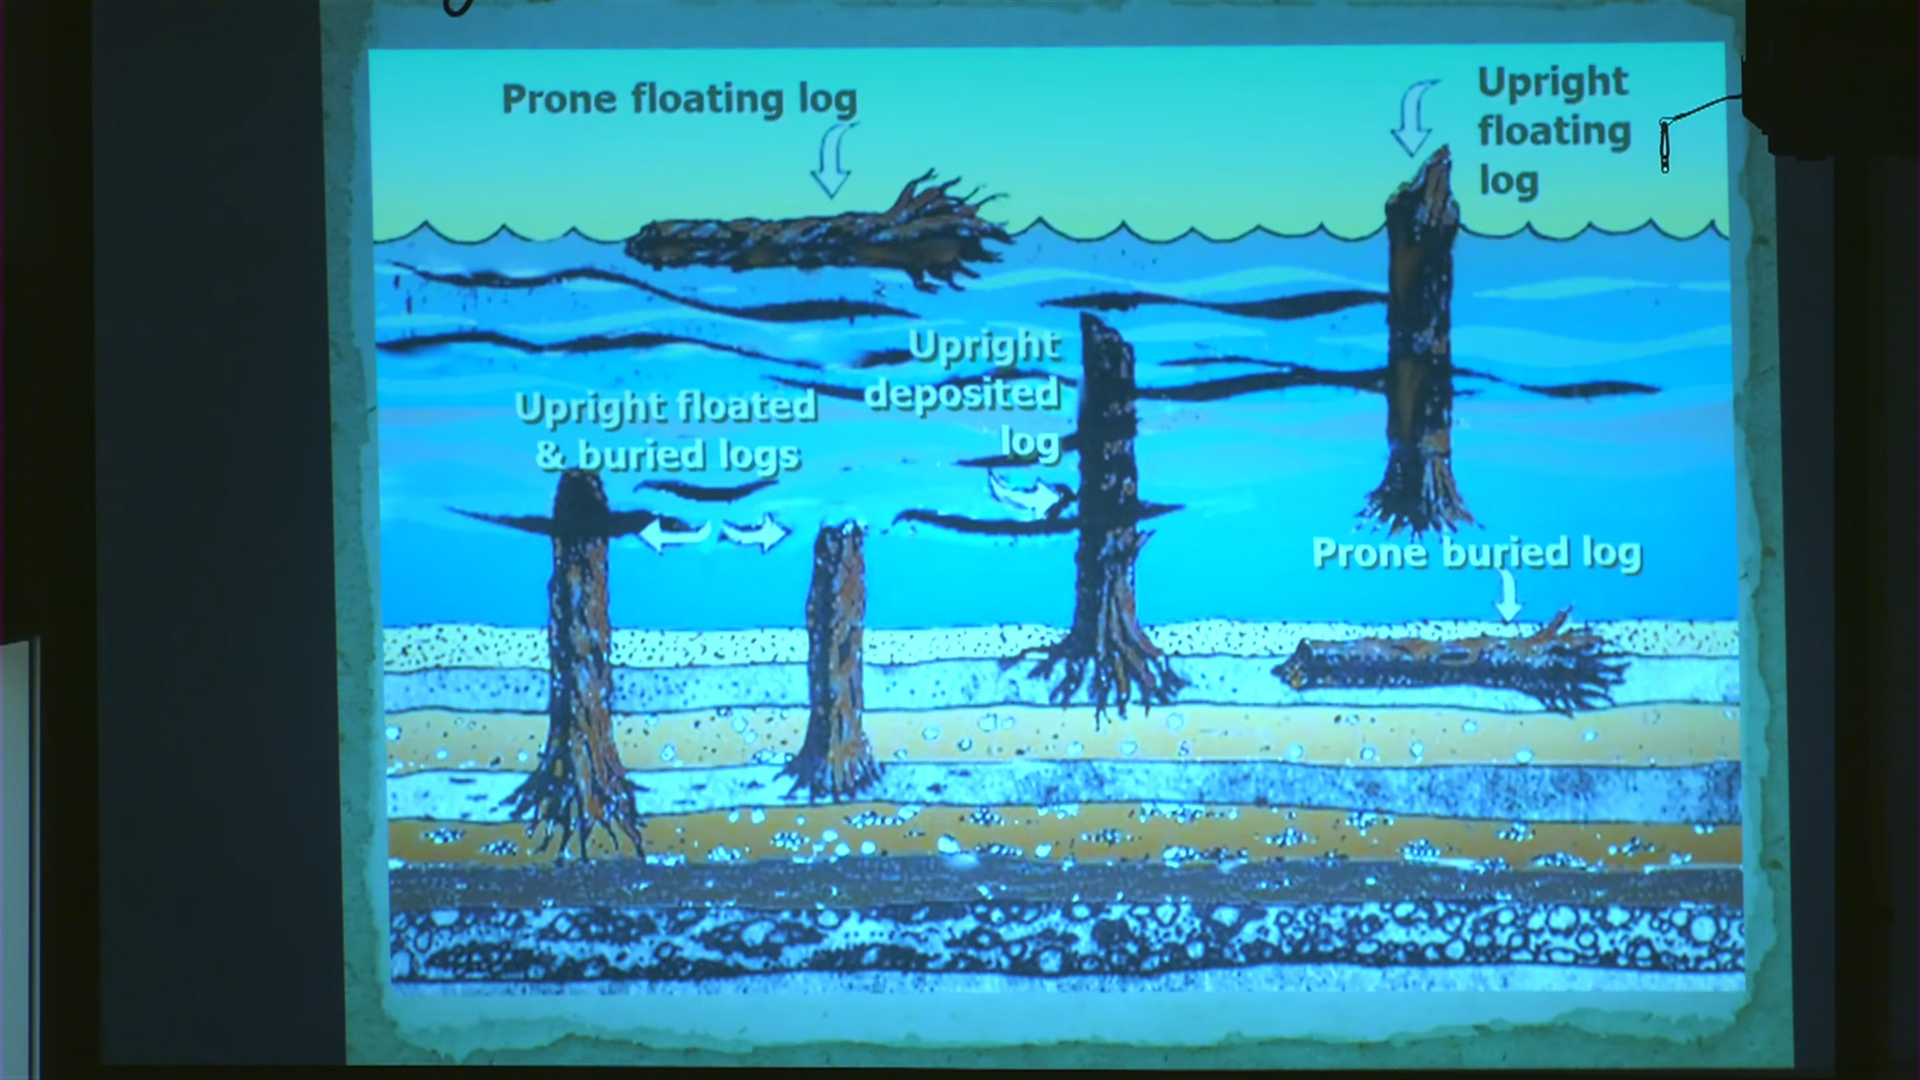 Prone floating log
Upright
floating
log
Upright
deposited
log
Upright floated
& buried logs
Prone buried log